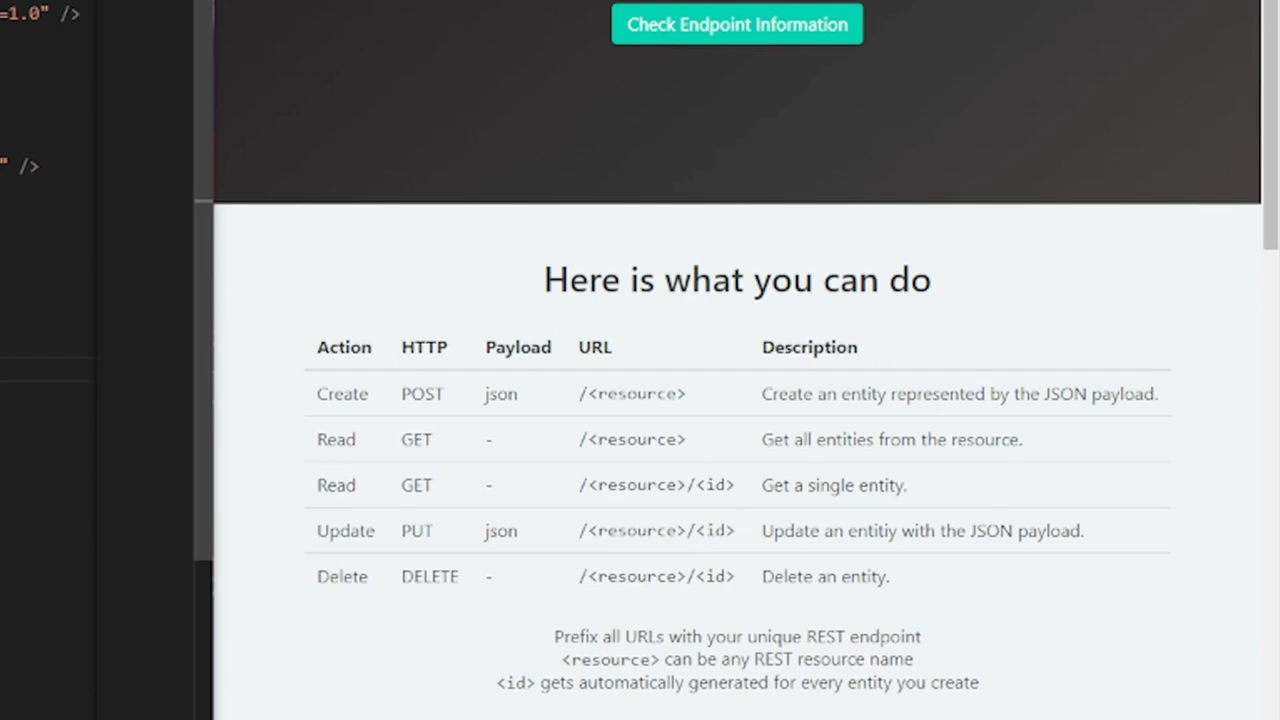 =1.0" />
" />
Check Endpoint Information
Here is what you can do
Action HTTP Payload URL Description
Create POST json /<resource> Create an entity represented by the JSON payload.
Read GET - /<resource> Get all entities from the resource.
Read GET - /<resource>/<id> Get a single entity.
Update PUT json /<resource>/<id> Update an entitiy with the JSON payload.
Delete DELETE - /<resource>/<id> Delete an entity.
Prefix all URLs with your unique REST endpoint
<resource> can be any REST resource name
<id> gets automatically generated for every entity you create